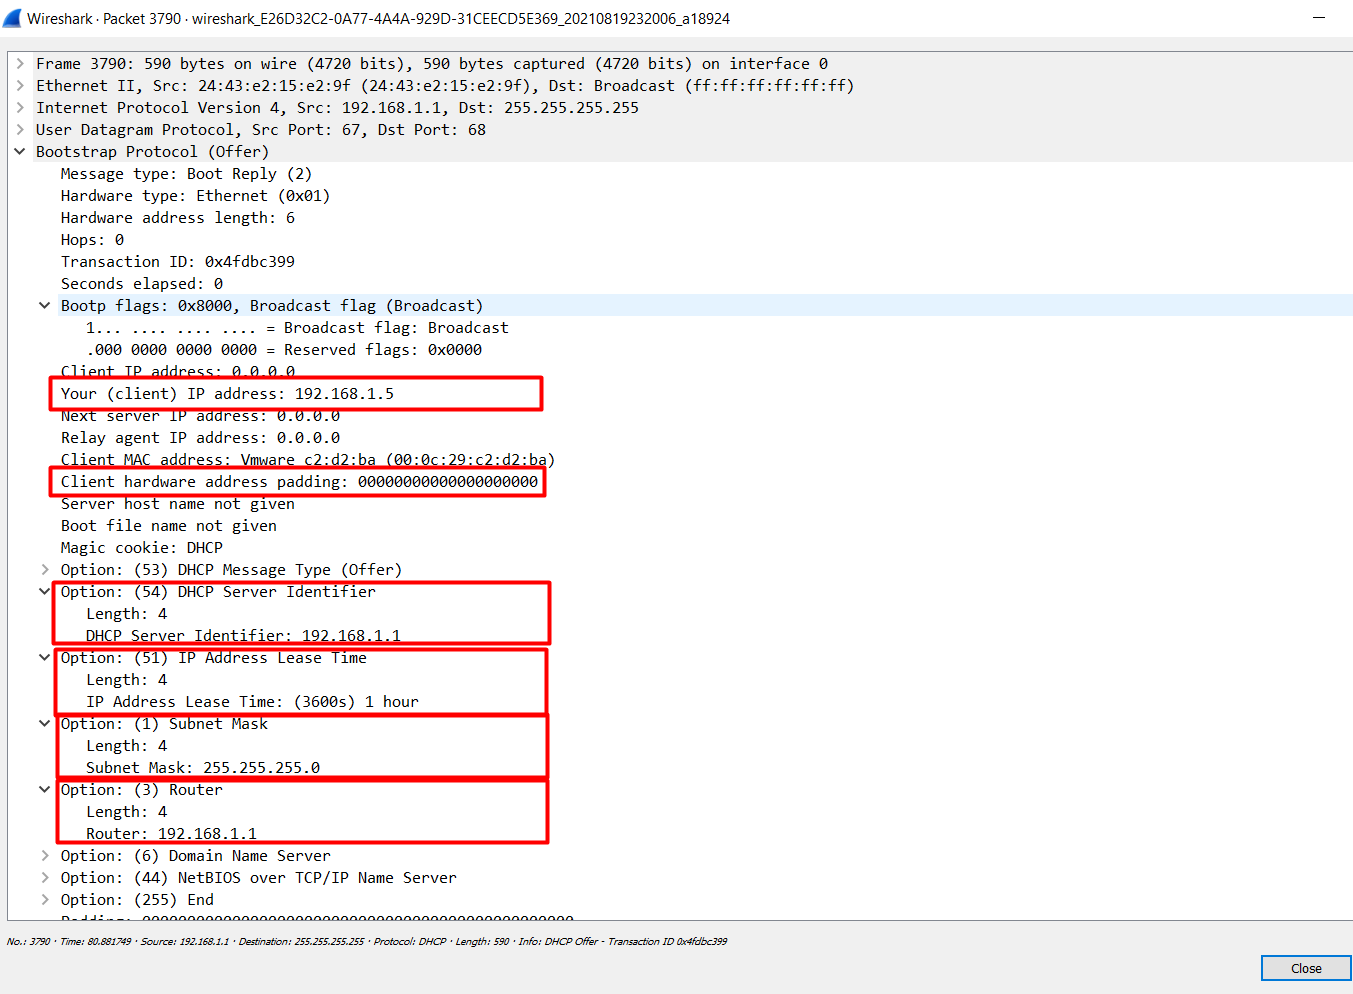 Wireshark · Packet 3790 · wireshark_E26D32C2-0A77-4A4A-929D-31CEECD5E369_20210819232006_a18924
Frame 3790: 590 bytes on wire (4720 bits), 590 bytes captured (4720 bits) on interface 0
Ethernet II, Src: 24:43:e2:15:e2:9f (24:43:e2:15:e2:9f), Dst: Broadcast (ff:ff:ff:ff:ff:ff)
Internet Protocol Version 4, Src: 192.168.1.1, Dst: 255.255.255.255
User Datagram Protocol, Src Port: 67, Dst Port: 68
Bootstrap Protocol (Offer)
Message type: Boot Reply (2)
Hardware type: Ethernet (0x01)
Hardware address length: 6
Hops: 0
Transaction ID: 0x4fdbc399
Seconds elapsed: 0
Bootp flags: 0x8000, Broadcast flag (Broadcast)
1... .... .... .... = Broadcast flag: Broadcast
.000 0000 0000 0000 = Reserved flags: 0x0000
Client IP address: 0.0.0.0
Your (client) IP address: 192.168.1.5
Next server IP address: 0.0.0.0
Relay agent IP address: 0.0.0.0
Client MAC address: Vmware_c2:d2:ba (00:0c:29:c2:d2:ba)
Client hardware address padding: 00000000000000000000
Server host name not given
Boot file name not given
Magic cookie: DHCP
Option: (53) DHCP Message Type (Offer)
Option: (54) DHCP Server Identifier
Length: 4
DHCP Server Identifier: 192.168.1.1
Option: (51) IP Address Lease Time
Length: 4
IP Address Lease Time: (3600s) 1 hour
Option: (1) Subnet Mask
Length: 4
Subnet Mask: 255.255.255.0
Option: (3) Router
Length: 4
Router: 192.168.1.1
Option: (6) Domain Name Server
Option: (44) NetBIOS over TCP/IP Name Server
Option: (255) End
No.: 3790 · Time: 80.881749 · Source: 192.168.1.1 · Destination: 255.255.255.255 · Protocol: DHCP · Length: 590 · Info: DHCP Offer - Transaction ID 0x4fdbc399
Close